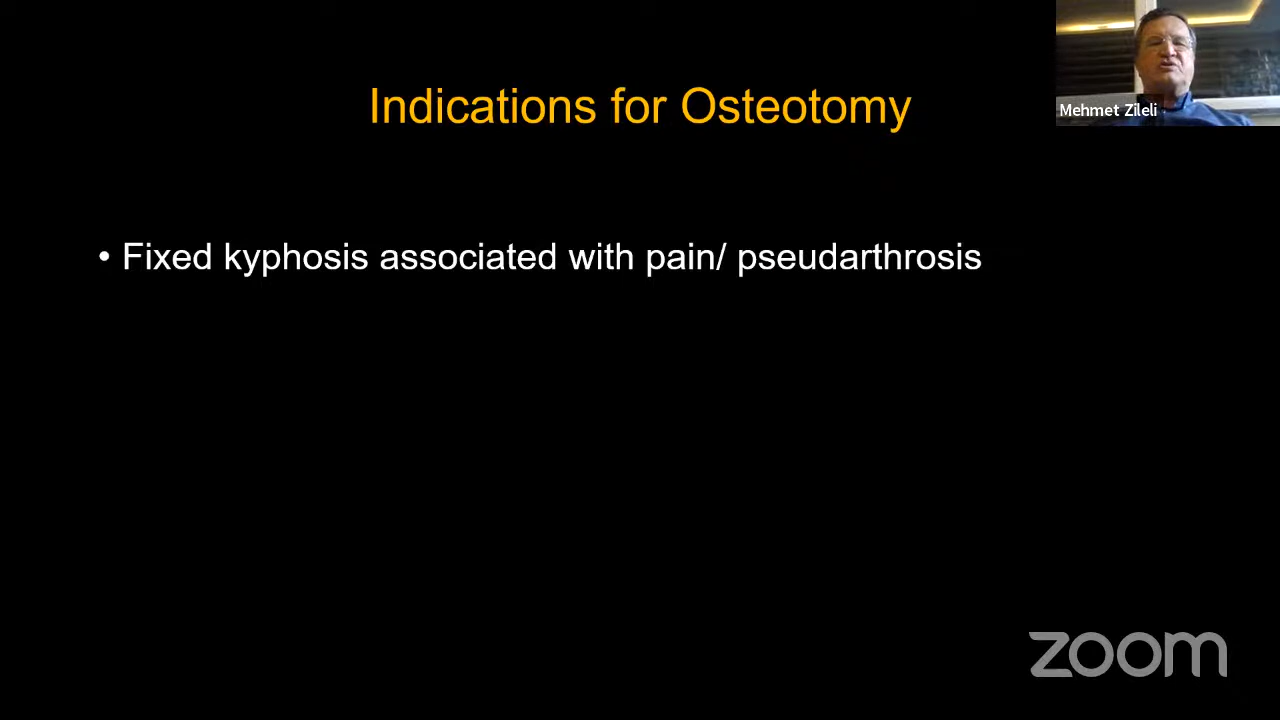 Indications for Osteotomy
Mehmet Zileli
• Fixed kyphosis associated with pain/ pseudarthrosis
zoom